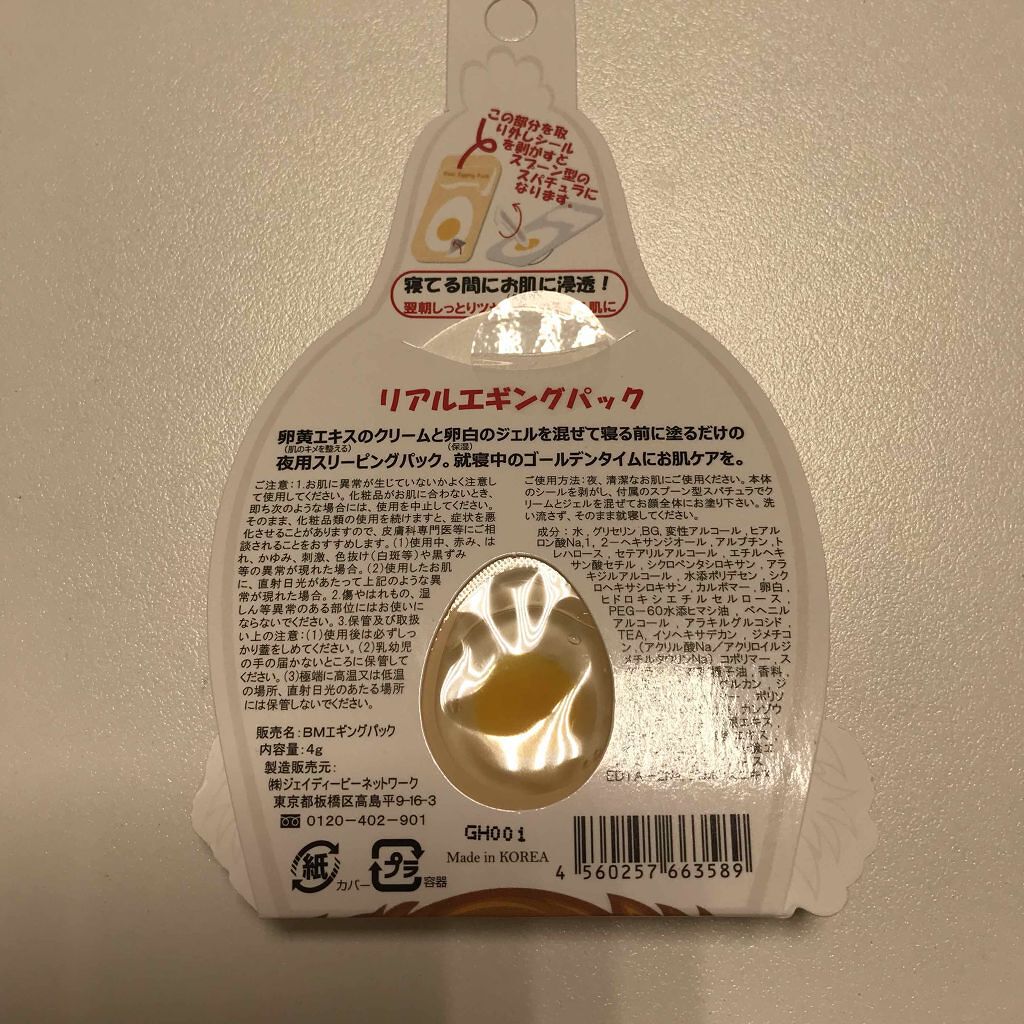 この部分を取
り外しシール
を剥がすと
スプーン型の
スパチュラに
なります。
寝てる間にお肌に浸透！
翌朝しっとりツヤ 肌に
リアルエギングパック
卵黄エキスのクリームと卵白のジェルを混ぜて寝る前に塗るだけの
(肌のキメを整える) (保湿)
夜用スリーピングパック。就寝中のゴールデンタイムにお肌ケアを。
ご注意:1.お肌に異常が生じていないかよく注意し
て使用してください。化粧品がお肌に合わないとき、
即ち次のような場合には、使用を中止してください。
そのまま、化粧品類の使用を続けますと、症状を悪
化させることがありますので、皮膚科専門医等にご相
談されることをおすすめします。(1)使用中、赤み、は
れ、かゆみ、刺激、色抜け(白斑等)や黒ずみ
等の異常が現れた場合。(2)使用したお肌
に、直射日光があたって上記のような異
常が現れた場合。2.傷やはれもの、湿
しん等異常のある部位にはお使いに
ならないでください。3.保管及び取扱
い上の注意:(1)使用後は必ずしっ
かり蓋をしめてください。(2)乳幼児
の手の届かないところに保管して
ください。(3)極端に高温又は低温
の場所、直射日光のあたる場所
には保管しないでください。
ご使用方法:夜、清潔なお肌にご使用ください。本体
のシールを剥がし、付属のスプーン型スパチュラでク
リームとジェルを混ぜてお顔全体にお塗り下さい。洗
い流さず、そのまま就寝してください。
成分：水，グリセリン，BG，変性アルコール，ヒアル
ロン酸Na,1，2－ヘキサンジオール，アルブチン，ト
レハロース，セテアリルアルコール，エチルヘキ
サン酸セチル，シクロペンタシロキサン，アラ
キジルアルコール，水添ポリデセン，シク
ロヘキサシロキサン，カルボマー，卵白，
ヒドロキシエチルセルロース，
PEG－60水添ヒマシ油，ベヘニル
アルコール，アラキルグルコシド，
TEA，イソヘキサデカン，ジメチコ
ン，(アクリル酸Na／アクリロイルジ
メチルタウリンNa）コポリマー，ス
種子油，香料，
ルカン，ジ
ポリソ
カンゾウ
エキス，
エキス，
ス
販売名:BMエギングパック
内容量:4g
製造販売元:
㈱ジェイディービーネットワーク
東京都板橋区高島平9-16-3
0120－402－901
紙 カバー
プラ 容器
GH001
Made in KOREA
4 560257 663589